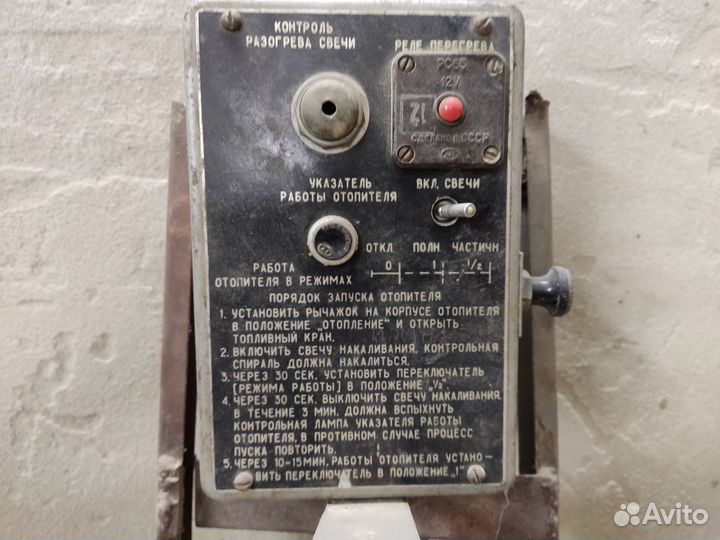 КОНТРОЛЬ
РАЗОГРЕВА СВЕЧИ
РЕЛЕ ПЕРЕГРЕВА
РС65
12V
12
СДЕЛАНО В СССР
УКАЗАТЕЛЬ
РАБОТЫ ОТОПИТЕЛЯ
ВКЛ. СВЕЧИ
ОТКЛ. ПОЛН. ЧАСТИЧН
0 1 1/2
РАБОТА
ОТОПИТЕЛЯ В РЕЖИМАХ
ПОРЯДОК ЗАПУСКА ОТОПИТЕЛЯ
1. УСТАНОВИТЬ РЫЧАЖОК НА КОРПУСЕ ОТОПИТЕЛЯ
В ПОЛОЖЕНИЕ „ОТОПЛЕНИЕ" И ОТКРЫТЬ
ТОПЛИВНЫЙ КРАН.
2. ВКЛЮЧИТЬ СВЕЧУ НАКАЛИВАНИЯ. КОНТРОЛЬНАЯ
СПИРАЛЬ ДОЛЖНА НАКАЛИТЬСЯ.
3. ЧЕРЕЗ 30 СЕК. УСТАНОВИТЬ ПЕРЕКЛЮЧАТЕЛЬ
[РЕЖИМА РАБОТЫ] В ПОЛОЖЕНИЕ „1/2".
4. ЧЕРЕЗ 30 СЕК. ВЫКЛЮЧИТЬ СВЕЧУ НАКАЛИВАНИЯ.
В ТЕЧЕНИЕ 3 МИН. ДОЛЖНА ВСПЫХНУТЬ
КОНТРОЛЬНАЯ ЛАМПА УКАЗАТЕЛЯ РАБОТЫ
ОТОПИТЕЛЯ, В ПРОТИВНОМ СЛУЧАЕ ПРОЦЕСС
ПУСКА ПОВТОРИТЬ.
5. ЧЕРЕЗ 10-15 МИН. РАБОТЫ ОТОПИТЕЛЯ УСТАНО-
ВИТЬ ПЕРЕКЛЮЧАТЕЛЬ В ПОЛОЖЕНИЕ „1"
Avito